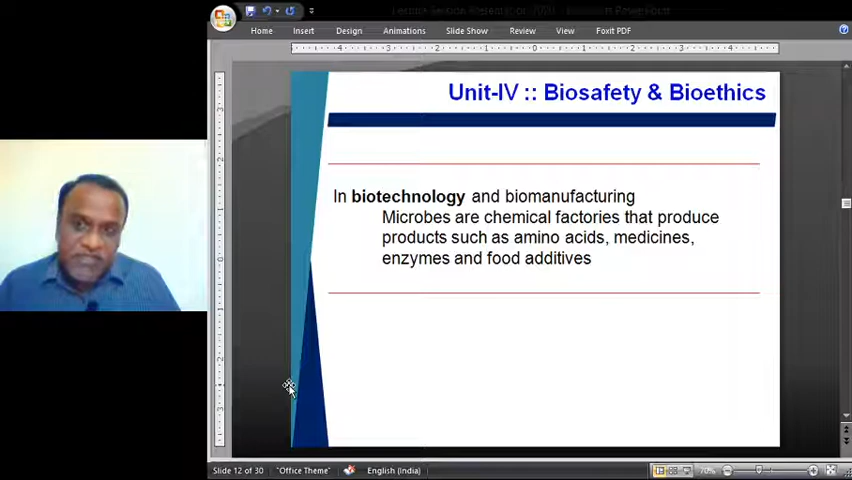 Home Insert Design Animations Slide Show Review View Foxit PDF
Unit-IV :: Biosafety & Bioethics
In biotechnology and biomanufacturing
Microbes are chemical factories that produce
products such as amino acids, medicines,
enzymes and food additives
Slide 12 of 30 "Office Theme" English (India) 70%